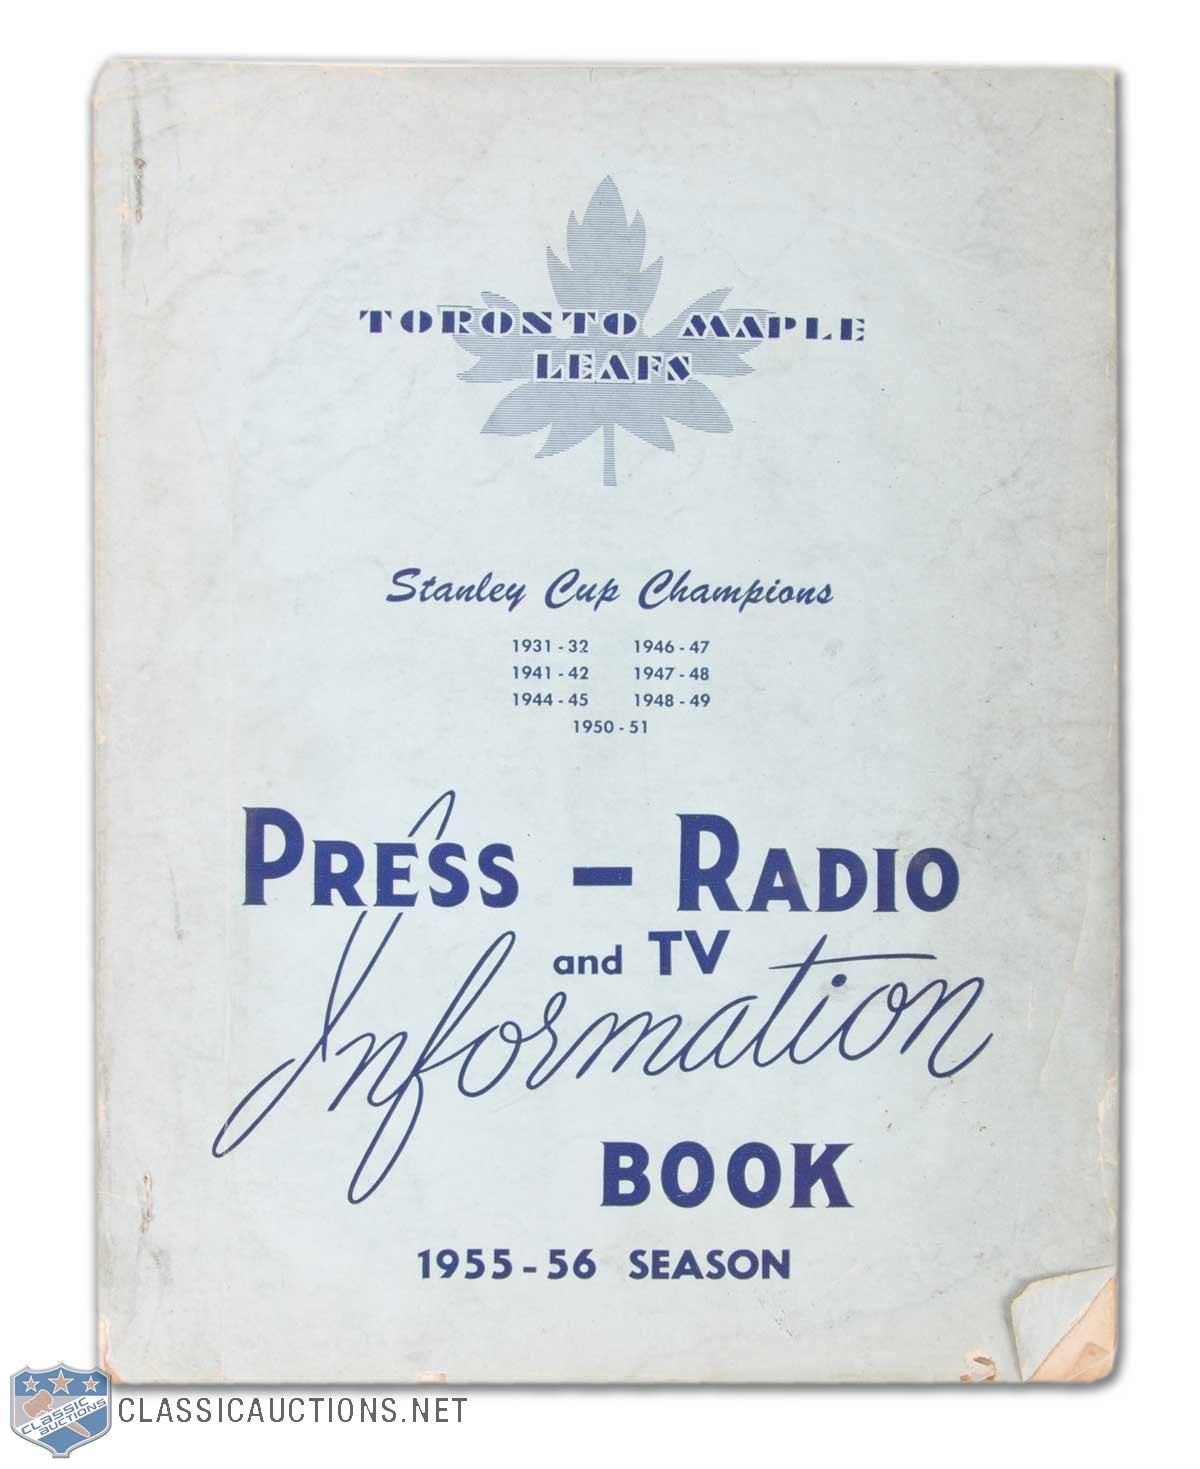 TORONTO MAPLE
LEAFS
Stanley Cup Champions
1931 - 32 1946 - 47
1941 - 42 1947 - 48
1944 - 45 1948 - 49
1950 - 51
PRESS - RADIO
and TV
Information
BOOK
1955 - 56 SEASON
CLASSIC
AUCTIONS
CLASSICAUCTIONS.NET